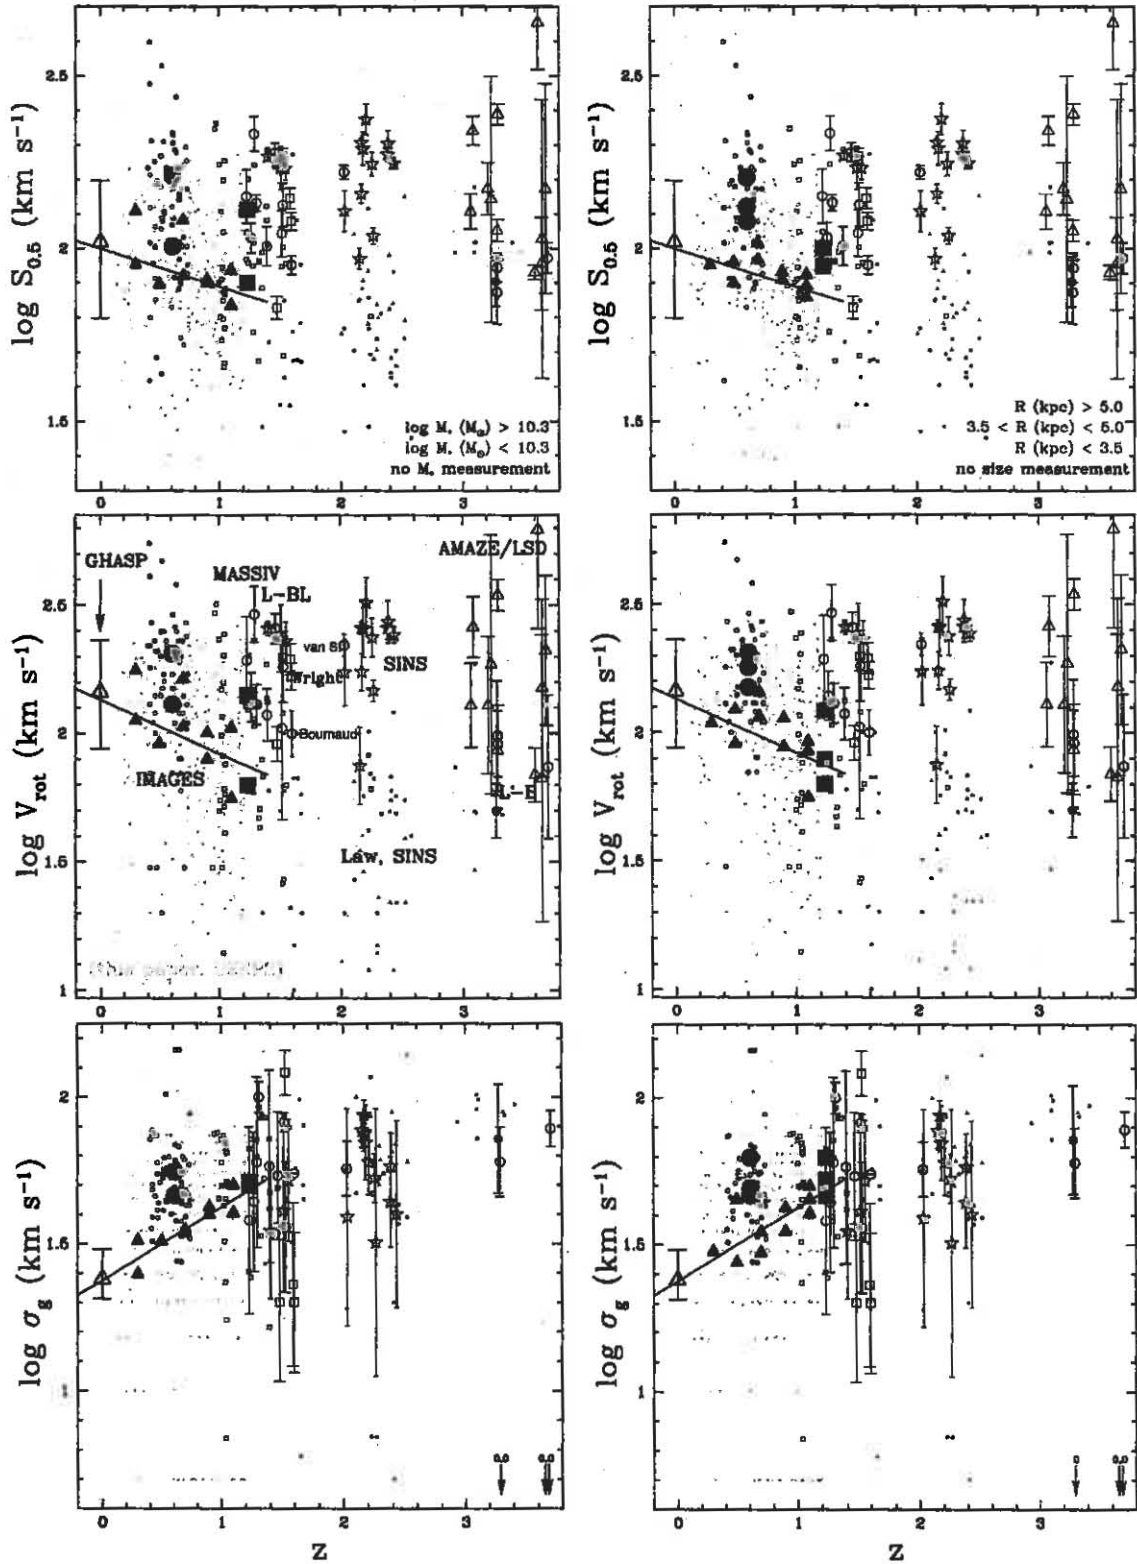 log S0.5 (km s⁻¹)
2.5
2
1.5
0 1 2 3
log M* (M⊙) > 10.3
log M* (M⊙) < 10.3
no M* measurement
log S0.5 (km s⁻¹)
2.5
2
1.5
0 1 2 3
R (kpc) > 5.0
3.5 < R (kpc) < 5.0
R (kpc) < 3.5
no size measurement
log Vrot (km s⁻¹)
2.5
2
1.5
1
0 1 2 3
GHASP
MASSIV
L-BL
AMAZE/LSD
SINS
Wright
Bournaud
IMAGES
Law, SINS
log Vrot (km s⁻¹)
2.5
2
1.5
1
0 1 2 3
log σg (km s⁻¹)
2
1.5
1
0 1 2 3
z
log σg (km s⁻¹)
2
1.5
1
0 1 2 3
z